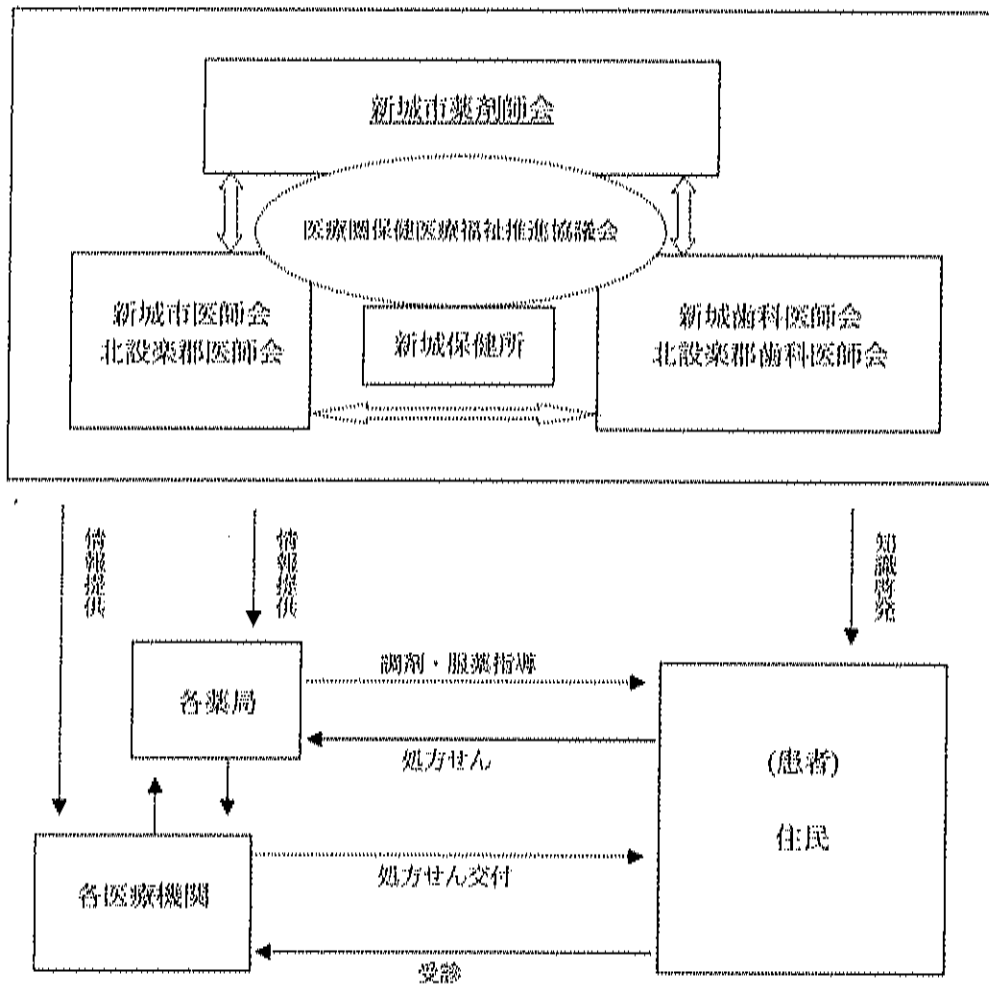 新城市薬剤師会
医療圏保健医療福祉推進協議会
新城市医師会
北設楽郡医師会
新城保健所
新城歯科医師会
北設楽郡歯科医師会
情報提供
情報提供
知識啓発
各薬局
調剤・服薬指導
処方せん
(患者)
住民
各医療機関
処方せん交付
受診